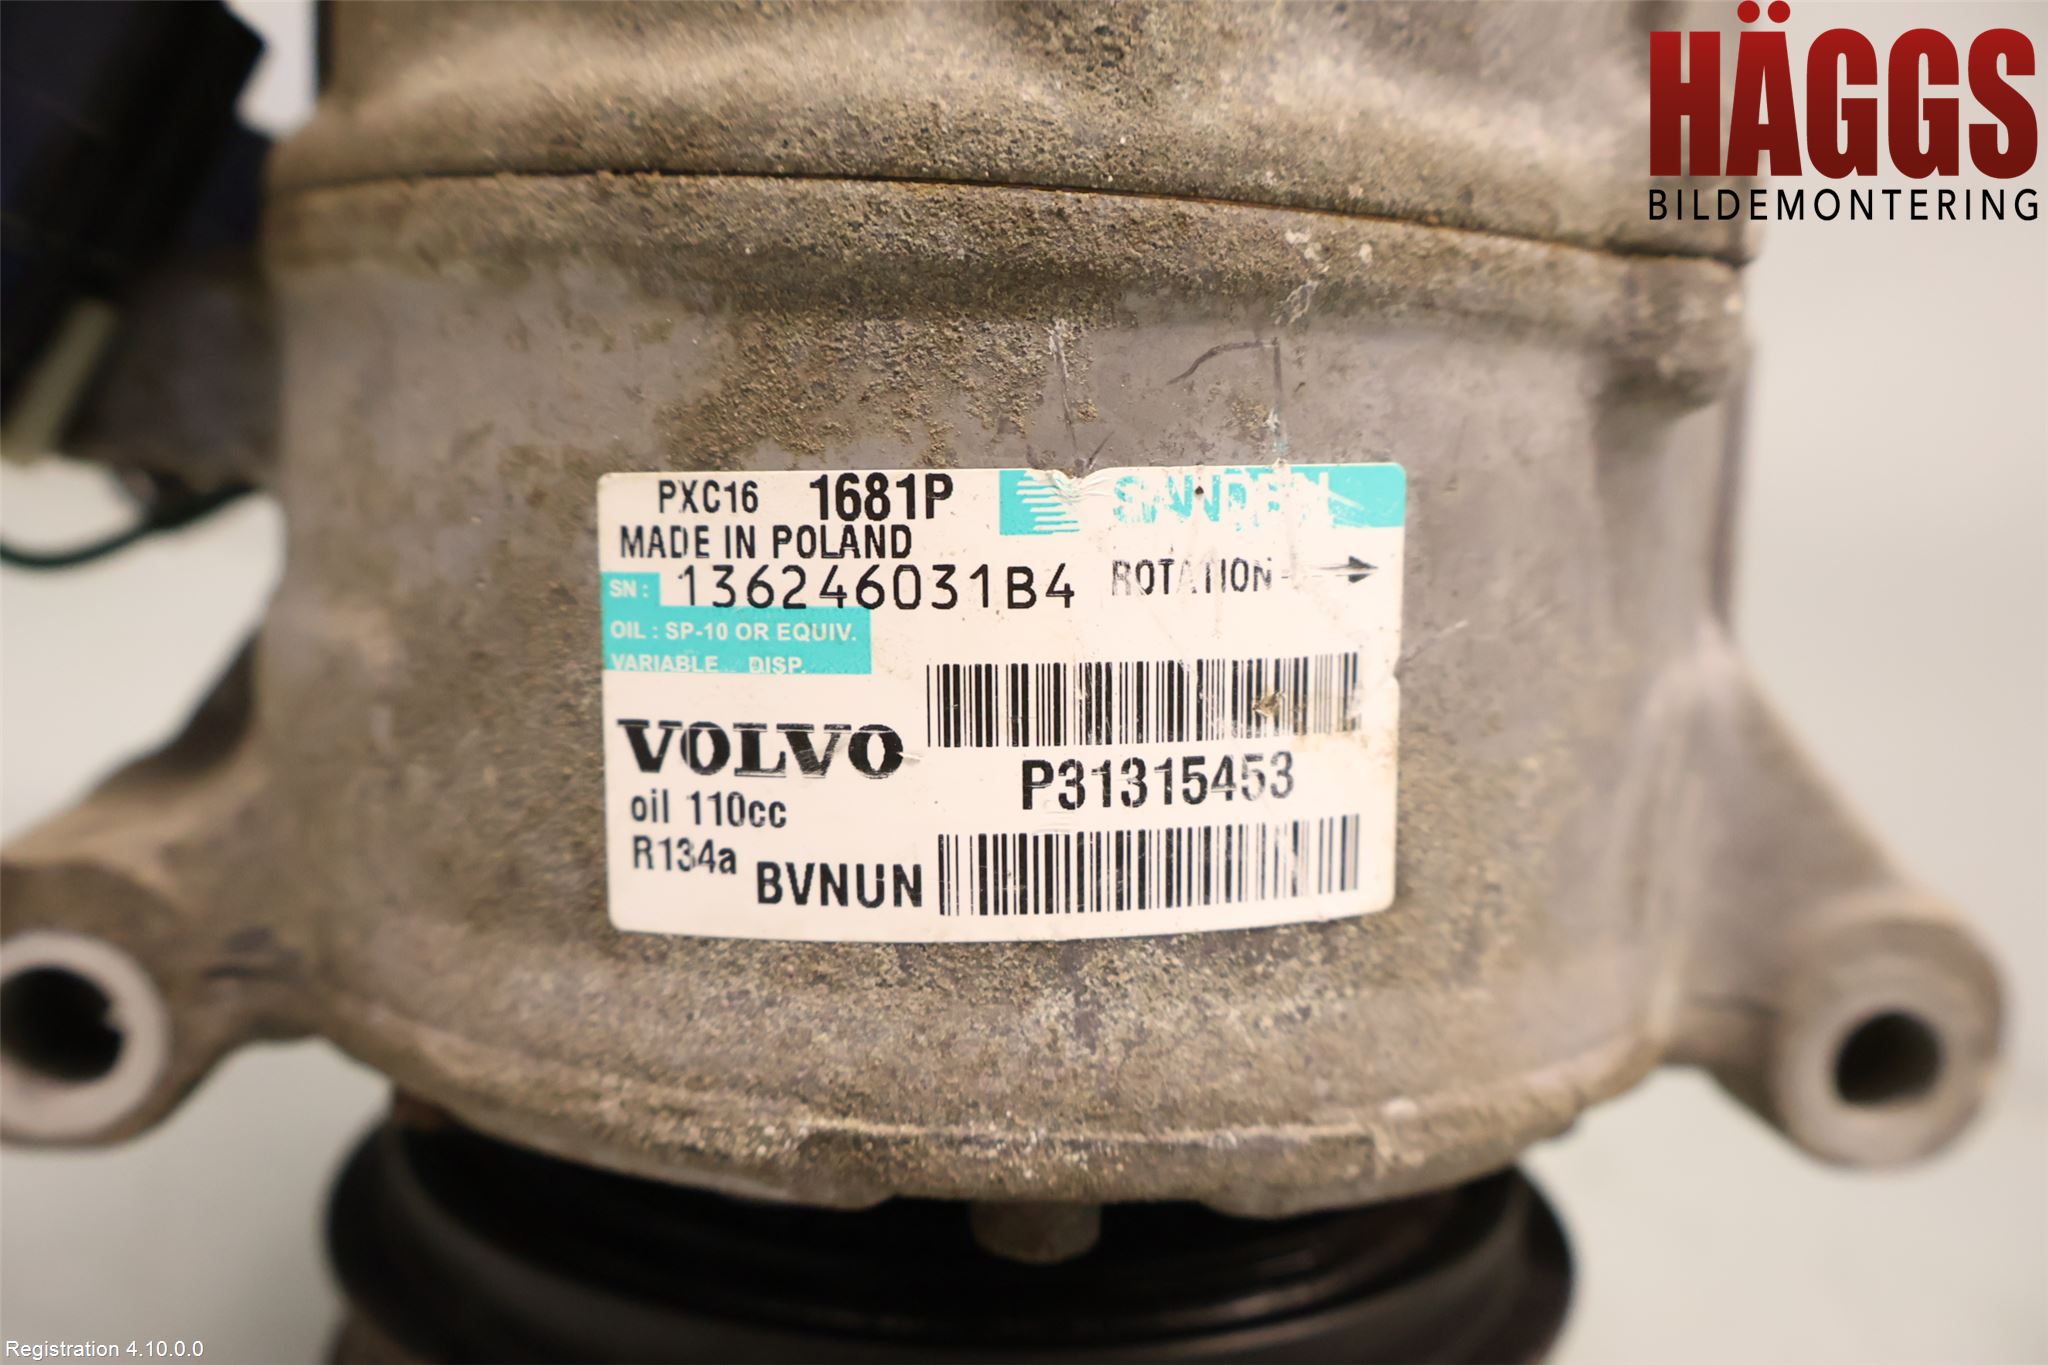 HÄGGS
BILDEMONTERING
PXC16 1681P SANDEN
MADE IN POLAND
SN: 136246031B4 ROTATION
OIL : SP-10 OR EQUIV.
VARIABLE DISP.
VOLVO
P31315453
oil 110cc
R134a
BVNUN
Registration 4.10.0.0